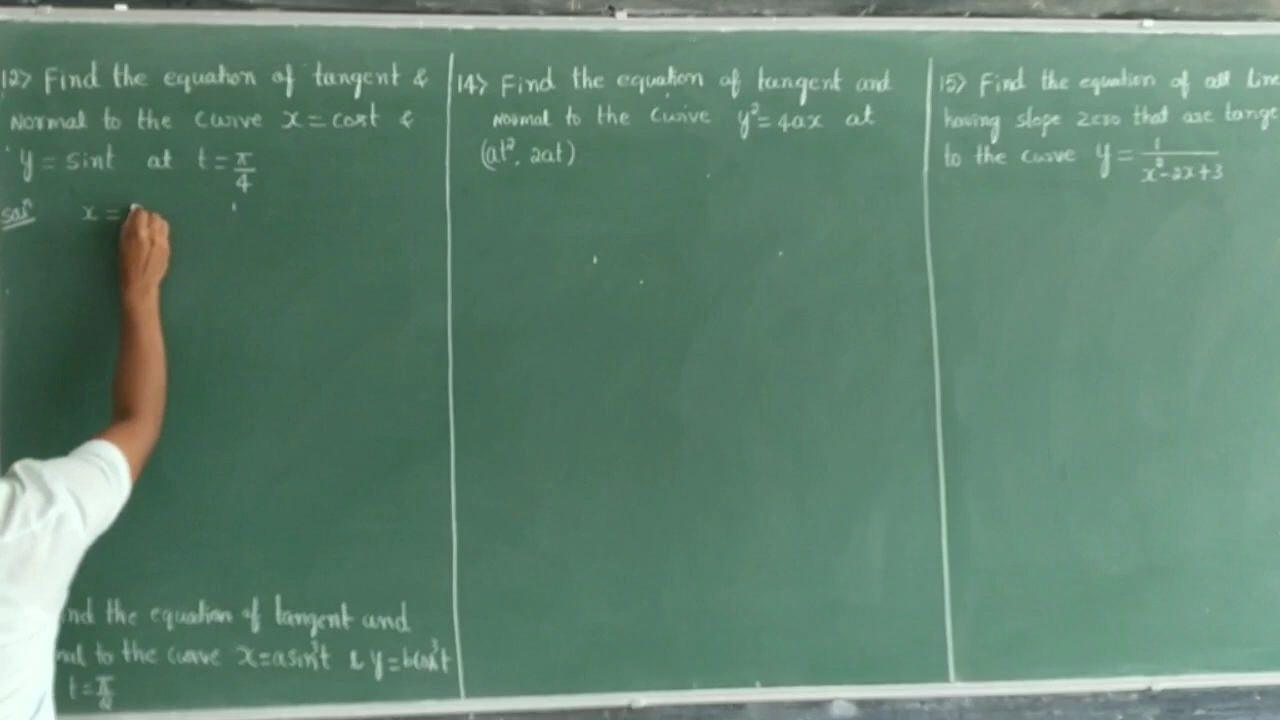 12> Find the equation of tangent &
Normal to the curve x = cost &
y = sint at t = π/4
Solⁿ x =
nd the equation of tangent and
mal to the curve x=asin³t & y=bcos³t
t=π/2
14> Find the equation of tangent and
Normal to the curve y²=4ax at
(at², 2at)
15> Find the equation of all line
having slope zero that are tange
to the curve y = 1/(x²-2x+3)